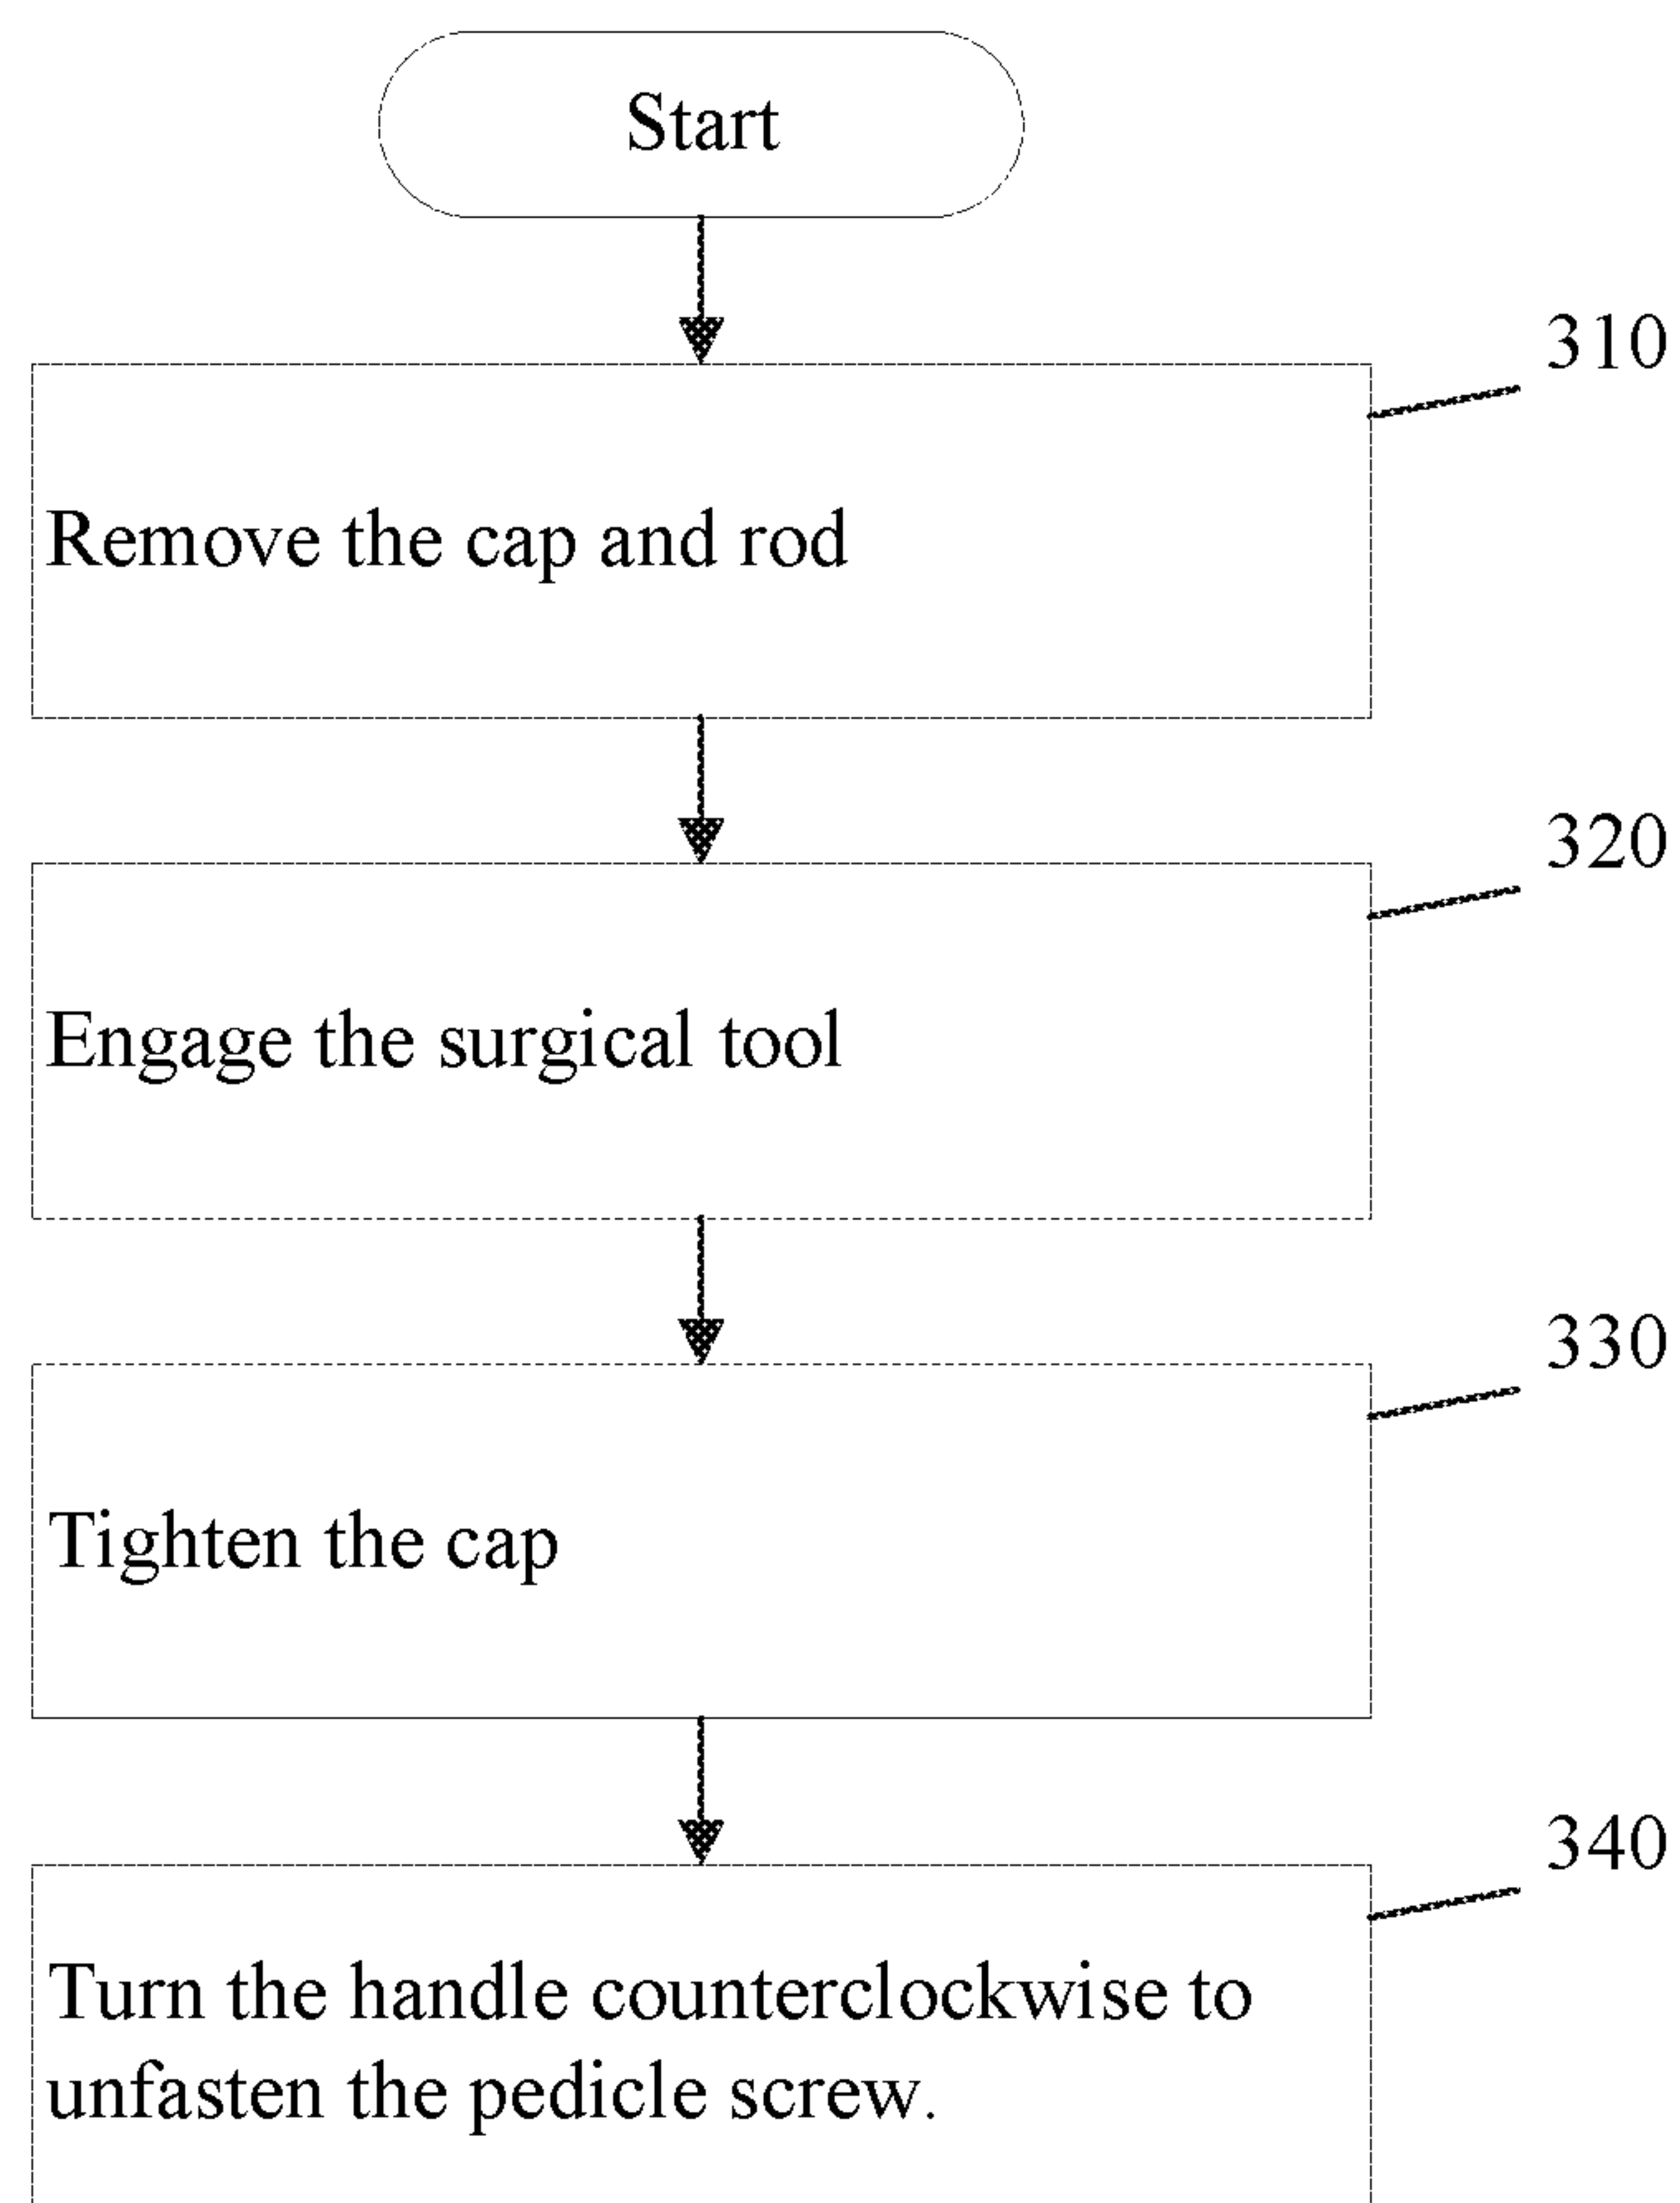 Start
310
Remove the cap and rod
320
Engage the surgical tool
330
Tighten the cap
340
Turn the handle counterclockwise to
unfasten the pedicle screw.